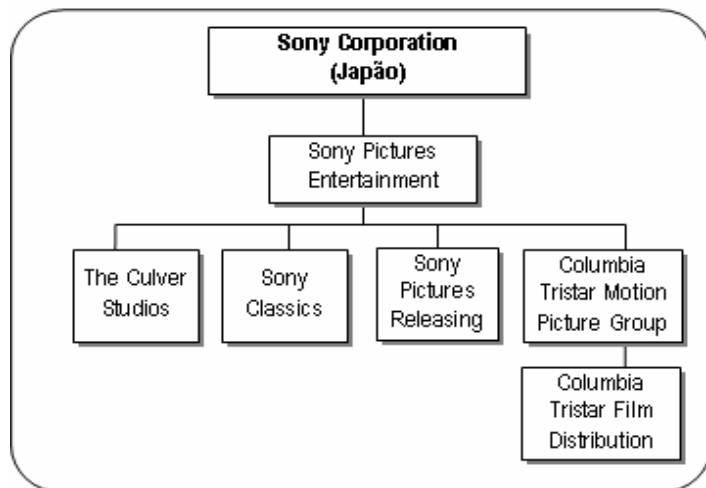 Sony Corporation
(Japão)
Sony Pictures
Entertainment
The Culver
Studios
Sony
Classics
Sony
Pictures
Releasing
Columbia
Tristar Motion
Picture Group
Columbia
Tristar Film
Distribution